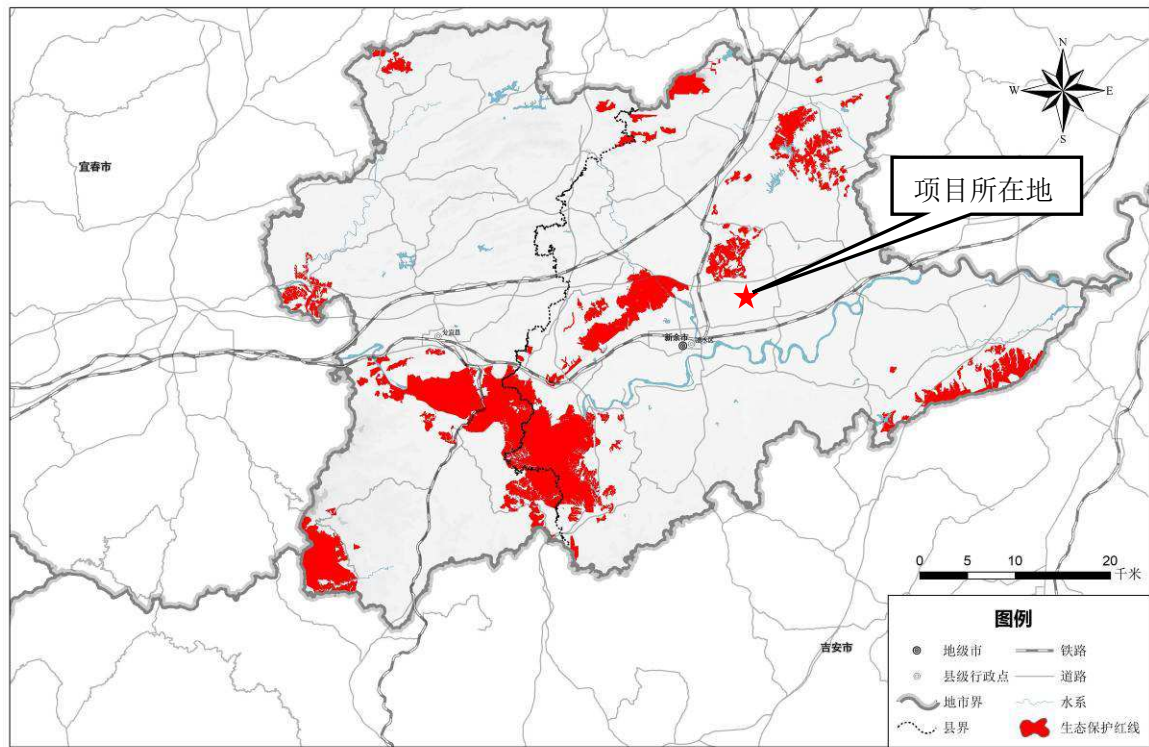 N
W
E
S
宜春市
项目所在地
分宜县
新余市
渝水区
0 5 10 20
千米
吉安市
图例
地级市
铁路
县级行政点
道路
地市界
水系
县界
生态保护红线